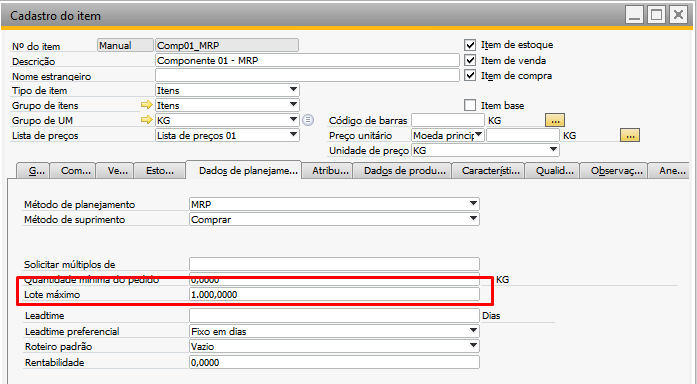 Cadastro do item
Nº do item Manual Comp01_MRP Item de estoque
Descrição Componente 01 - MRP Item de venda
Nome estrangeiro Item de compra
Tipo de item Itens
Grupo de itens Itens Item base
Grupo de UM KG Código de barras KG ...
Lista de preços Lista de preços 01 Preço unitário Moeda princip KG ...
Unidade de preço KG
G... Com... Ve... Esto... Dados de planejame... Atribu... Dados de produ... Característi... Qualid... Observaç... Ane...
Método de planejamento MRP
Método de suprimento Comprar
Solicitar múltiplos de
Quantidade mínima do pedido 0,0000 KG
Lote máximo 1.000,0000
Leadtime Dias
Leadtime preferencial Fixo em dias
Roteiro padrão Vazio
Rentabilidade 0,0000